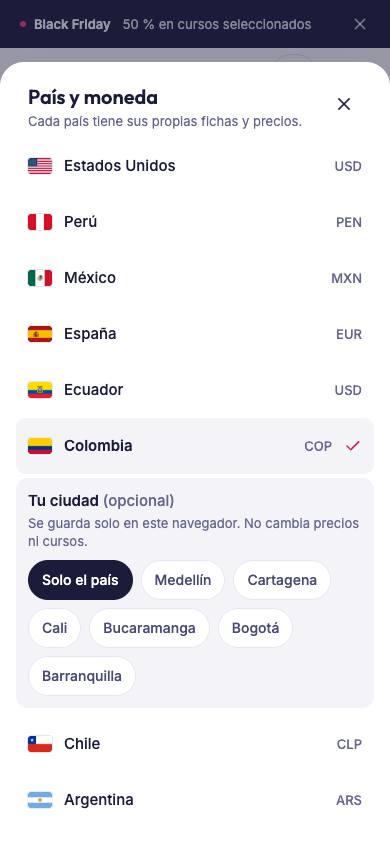 Black Friday 50 % en cursos seleccionados
País y moneda
Cada país tiene sus propias fichas y precios.
Estados Unidos USD
Perú PEN
México MXN
España EUR
Ecuador USD
Colombia COP
Tu ciudad (opcional)
Se guarda solo en este navegador. No cambia precios
ni cursos.
Solo el país Medellín Cartagena
Cali Bucaramanga Bogotá
Barranquilla
Chile CLP
Argentina ARS